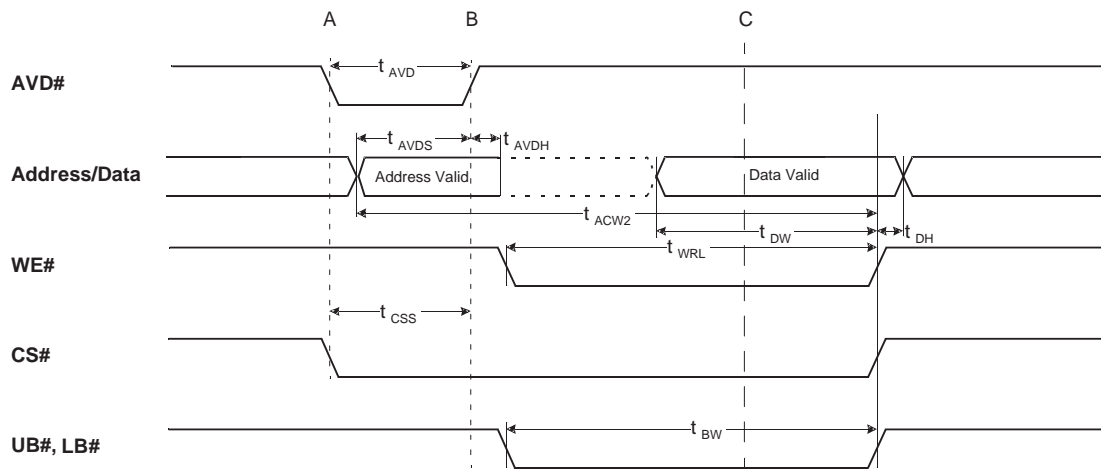 A B C
AVD# t AVD
t AVDS t AVDH
Address/Data Address Valid Data Valid
t ACW2
t DW t DH
WE# t WRL
t CSS
CS#
UB#, LB# t BW